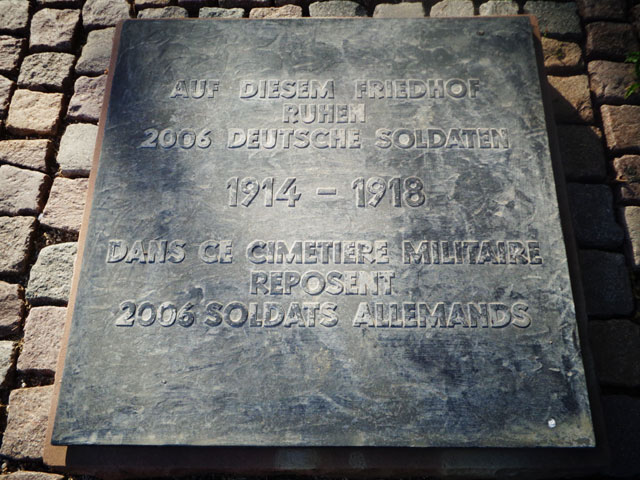 AUF DIESEM FRIEDHOF
RUHEN
2006 DEUTSCHE SOLDATEN
1914 – 1918
DANS CE CIMETIERE MILITAIRE
REPOSENT
2006 SOLDATS ALLEMANDS